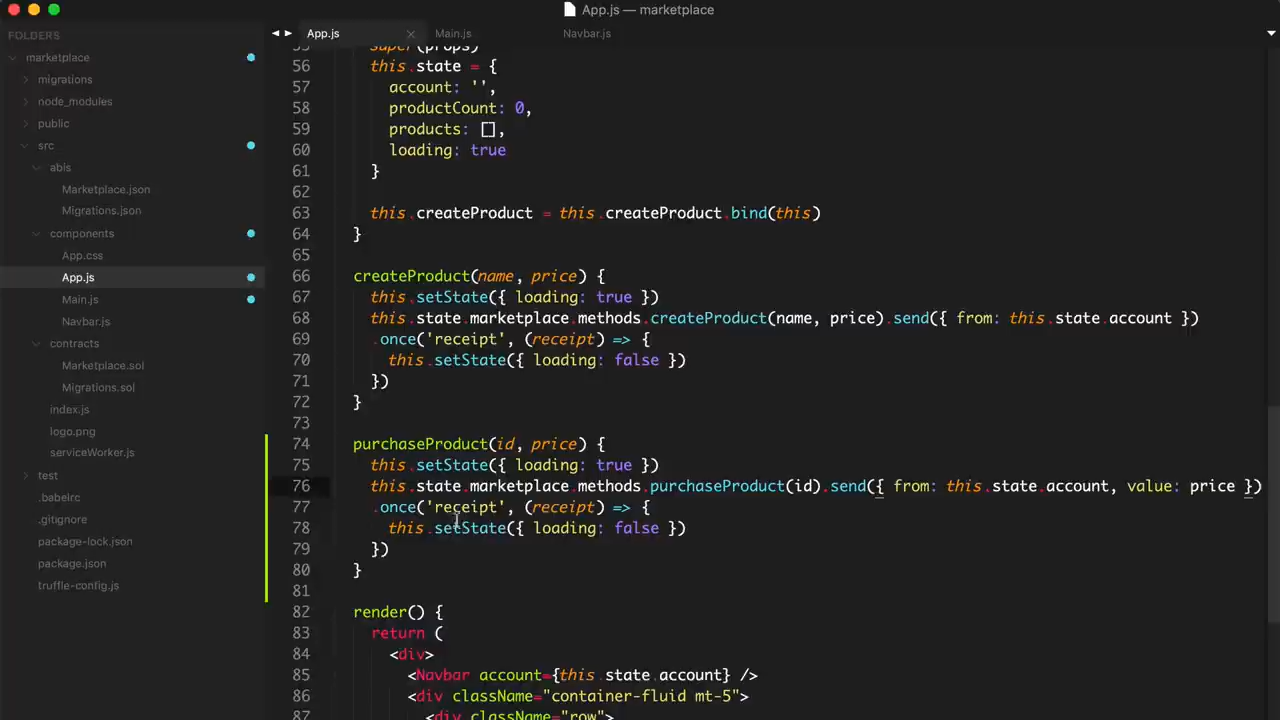 App.js — marketplace
FOLDERS
marketplace
migrations
node_modules
public
src
abis
Marketplace.json
Migrations.json
components
App.css
App.js
Main.js
Navbar.js
contracts
Marketplace.sol
Migrations.sol
index.js
logo.png
serviceWorker.js
test
.babelrc
.gitignore
package-lock.json
package.json
truffle-config.js
App.js Main.js Navbar.js
55 super(props)
56 this.state = {
57 account: '',
58 productCount: 0,
59 products: [],
60 loading: true
61 }
62
63 this.createProduct = this.createProduct.bind(this)
64 }
65
66 createProduct(name, price) {
67 this.setState({ loading: true })
68 this.state.marketplace.methods.createProduct(name, price).send({ from: this.state.account })
69 .once('receipt', (receipt) => {
70 this.setState({ loading: false })
71 })
72 }
73
74 purchaseProduct(id, price) {
75 this.setState({ loading: true })
76 this.state.marketplace.methods.purchaseProduct(id).send({ from: this.state.account, value: price })
77 .once('receipt', (receipt) => {
78 this.setState({ loading: false })
79 })
80 }
81
82 render() {
83 return (
84 <div>
85 <Navbar account={this.state.account} />
86 <div className="container-fluid mt-5">
87 <div className="row">